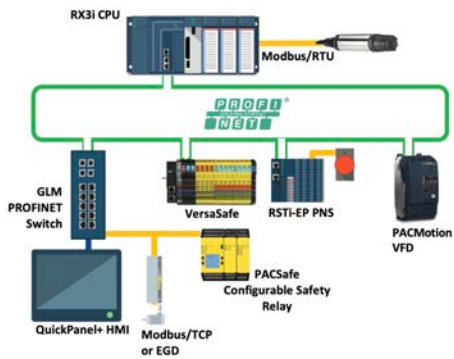 RX3i CPU
Modbus/RTU
PROFI
NET
GLM
PROFINET
Switch
VersaSafe
RSTi-EP PNS
PACMotion
VFD
PACSafe
Configurable Safety
Relay
QuickPanel+ HMI
Modbus/TCP
or EGD